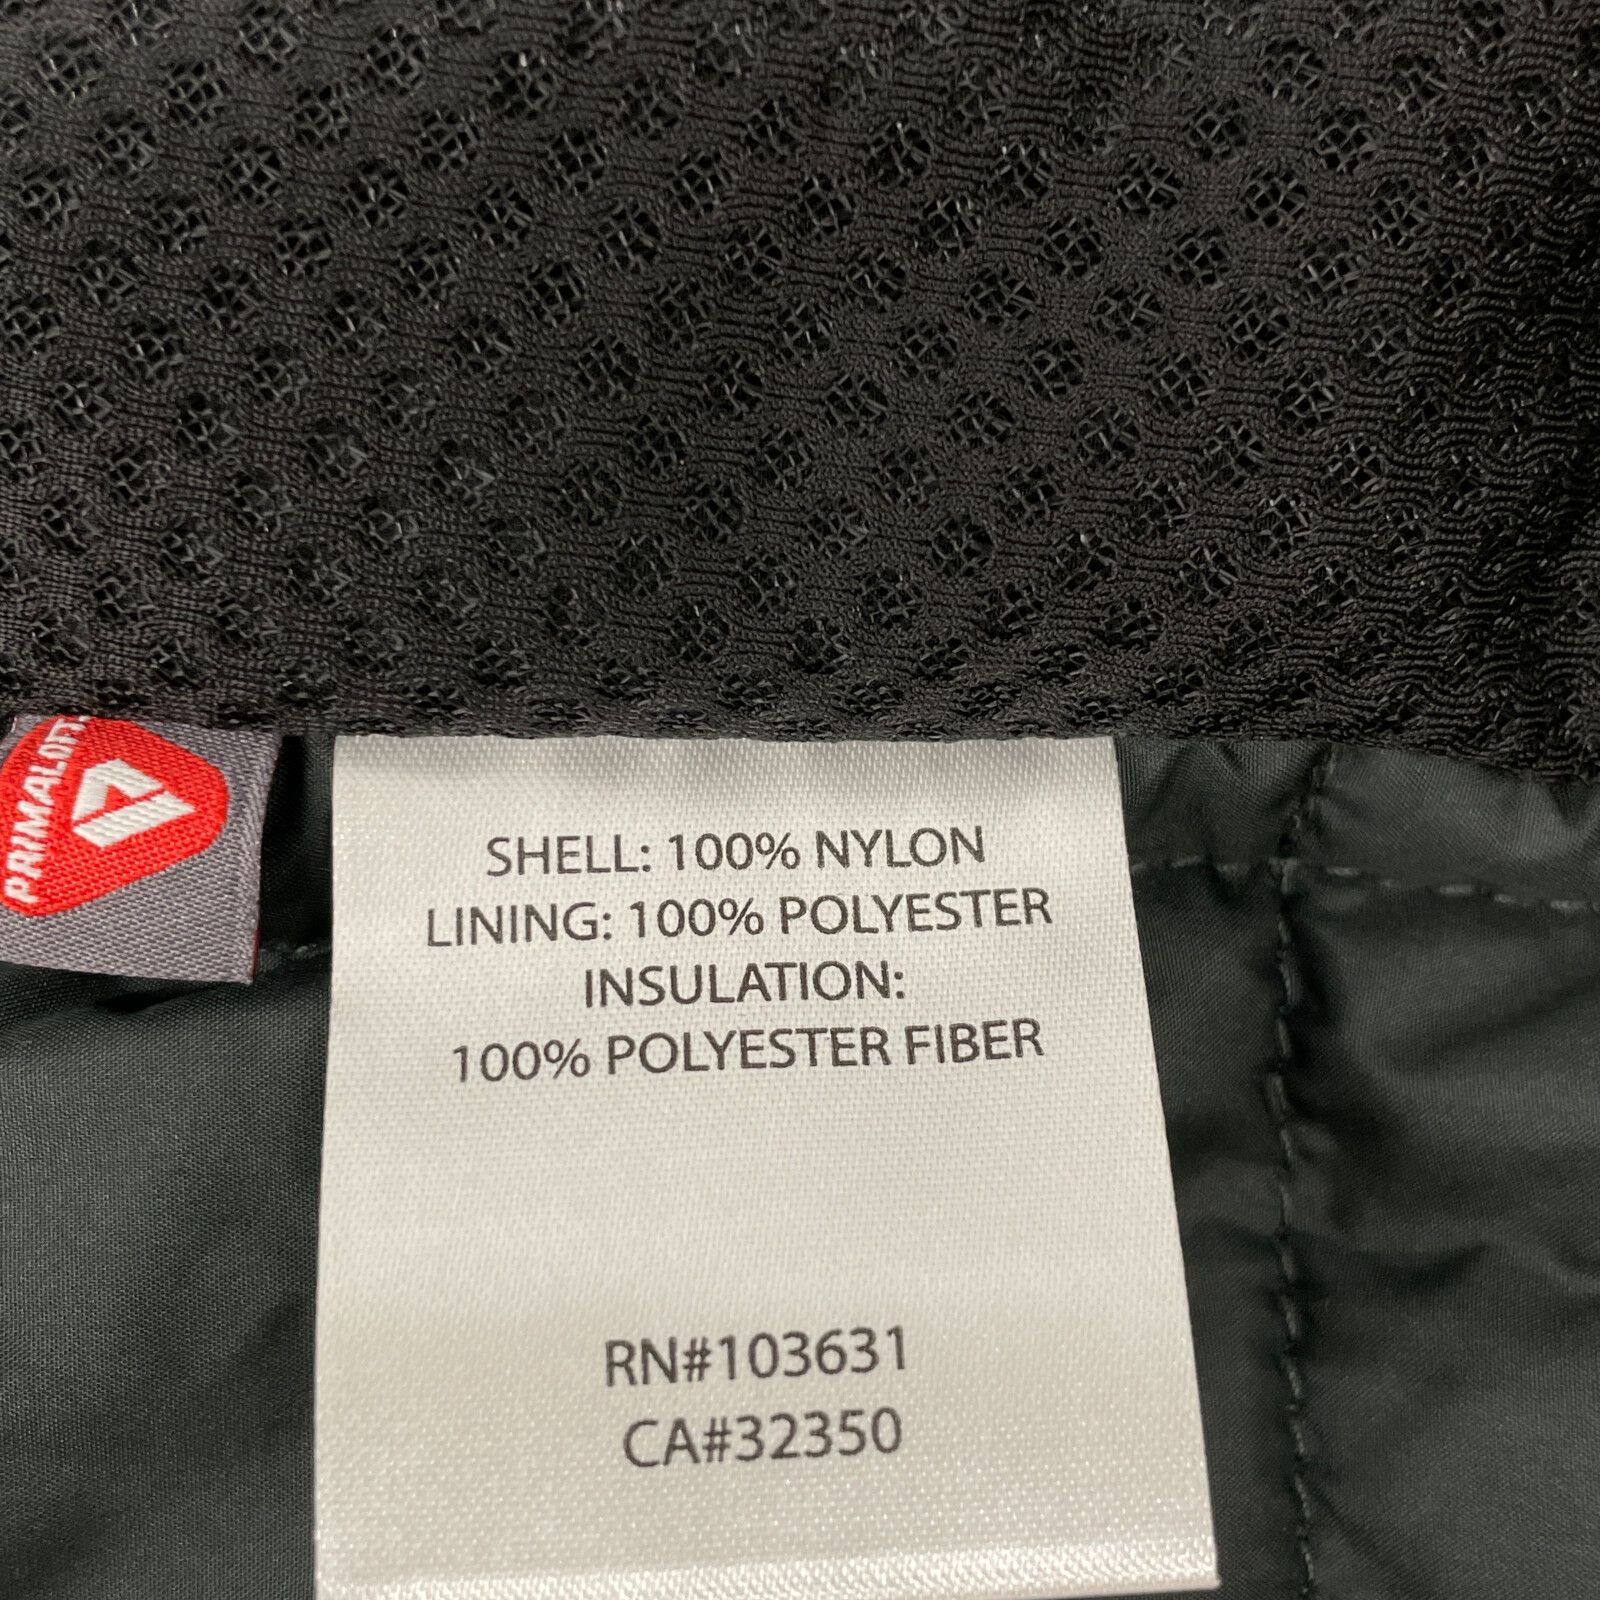 PRIMALOFT
SHELL: 100% NYLON
LINING: 100% POLYESTER
INSULATION:
100% POLYESTER FIBER
RN#103631
CA#32350